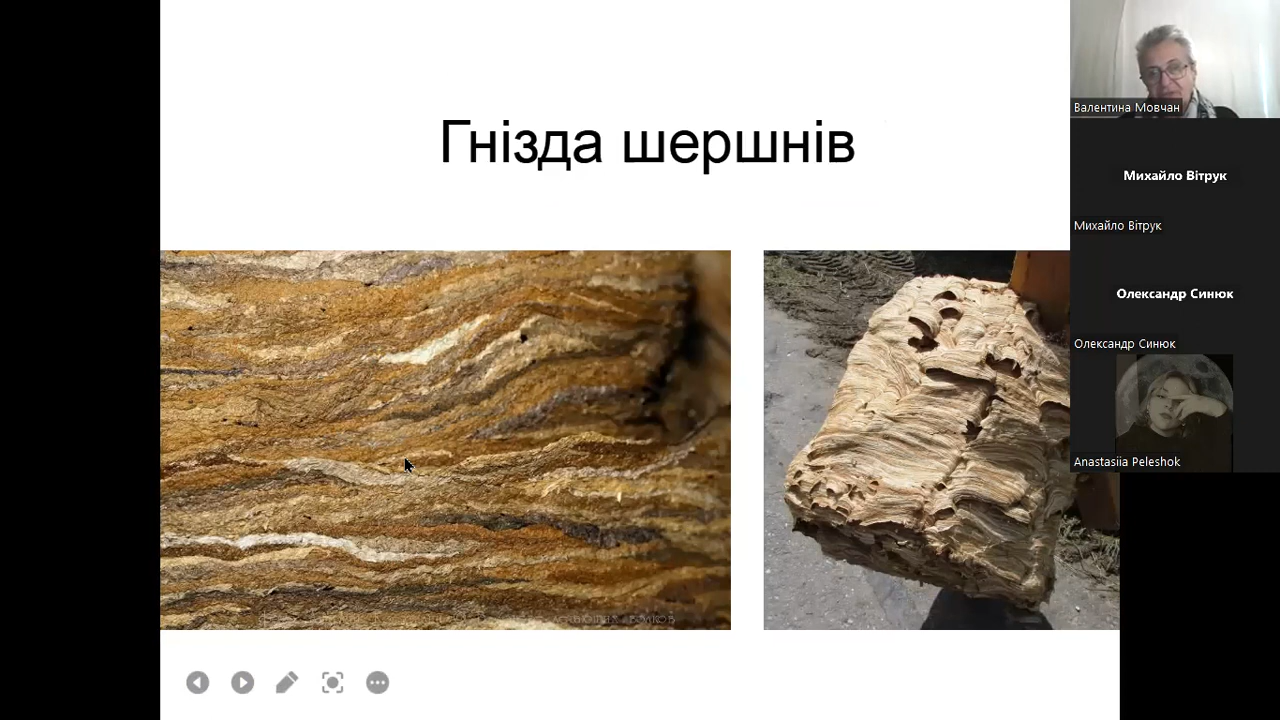 Гнізда шершнів
Валентина Мовчан
Михайло Вітрук
Михайло Вітрук
Олександр Синюк
Олександр Синюк
Anastasiia Peleshok